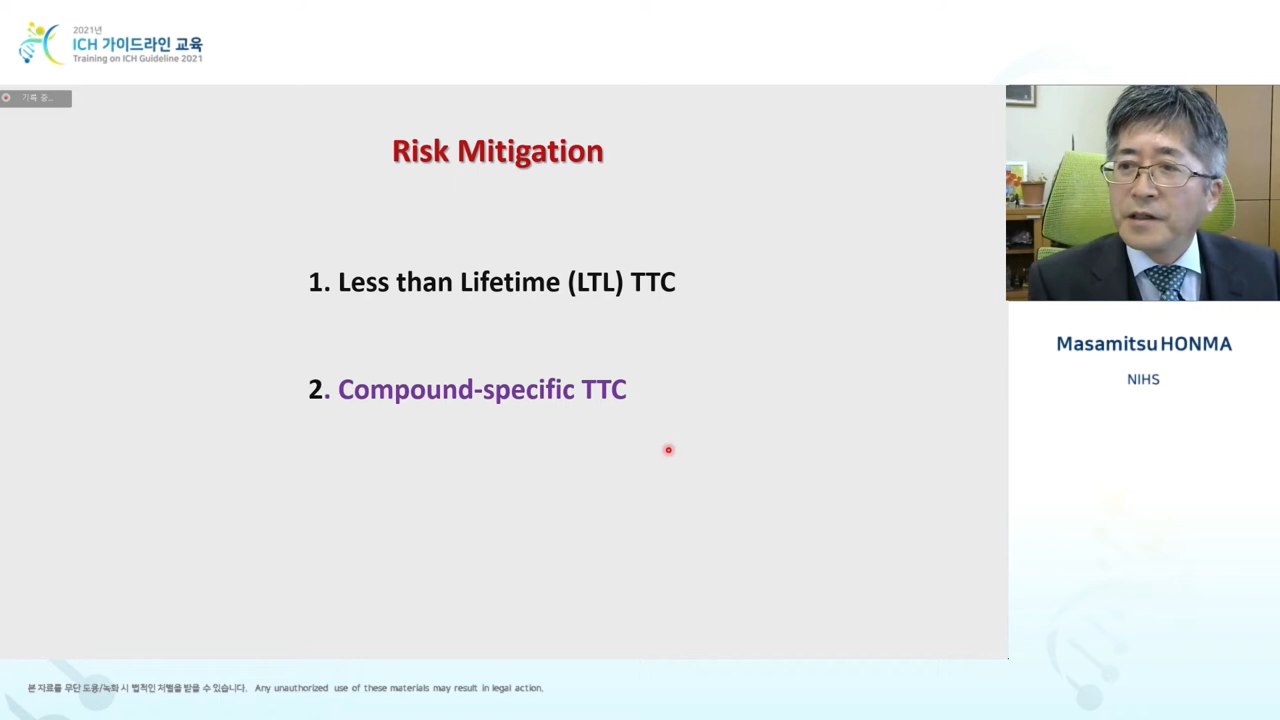 2021년
ICH 가이드라인 교육
Training on ICH Guideline 2021
기록 중...
Risk Mitigation
1. Less than Lifetime (LTL) TTC
2. Compound-specific TTC
Masamitsu HONMA
NIHS
본 자료를 무단 도용/녹화 시 법적인 처벌을 받을 수 있습니다. Any unauthorized use of these materials may result in legal action.